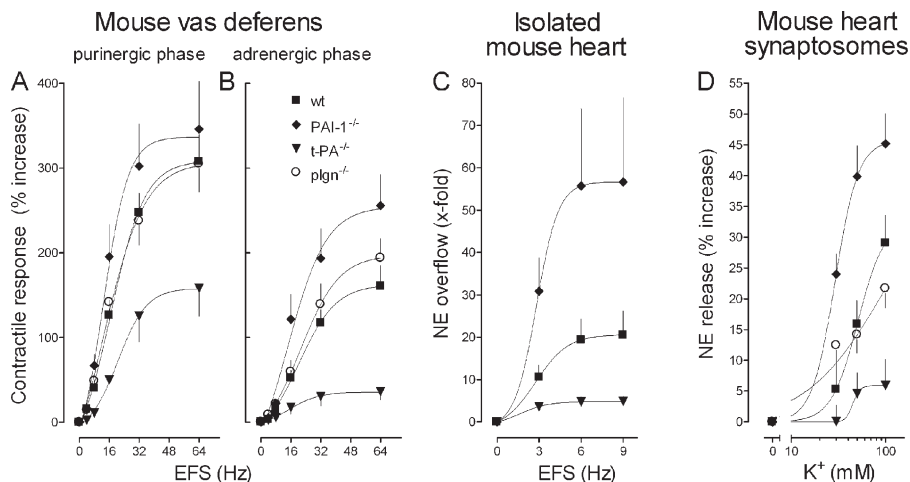 Mouse vas deferens
purinergic phase
adrenergic phase
Isolated
mouse heart
Mouse heart
synaptosomes
A
B
C
D
Contractile response (% increase)
400
300
200
100
0
0 16 32 48 64
0 16 32 48 64
EFS (Hz)
wt
PAI-1-/-
t-PA-/-
plgn-/-
NE overflow (x-fold)
80
70
60
50
40
30
20
10
0
0 3 6 9
EFS (Hz)
NE release (% increase)
55
50
45
40
35
30
25
20
15
10
5
0
0 10 100
K+ (mM)